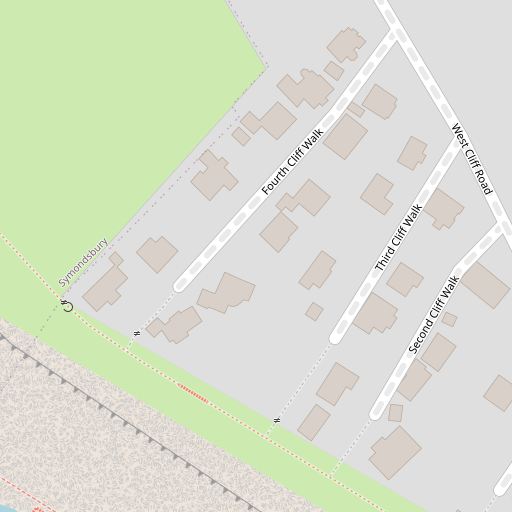 West Cliff Road
Fourth Cliff Walk
Third Cliff Walk
Symondsbury
Second Cliff Walk